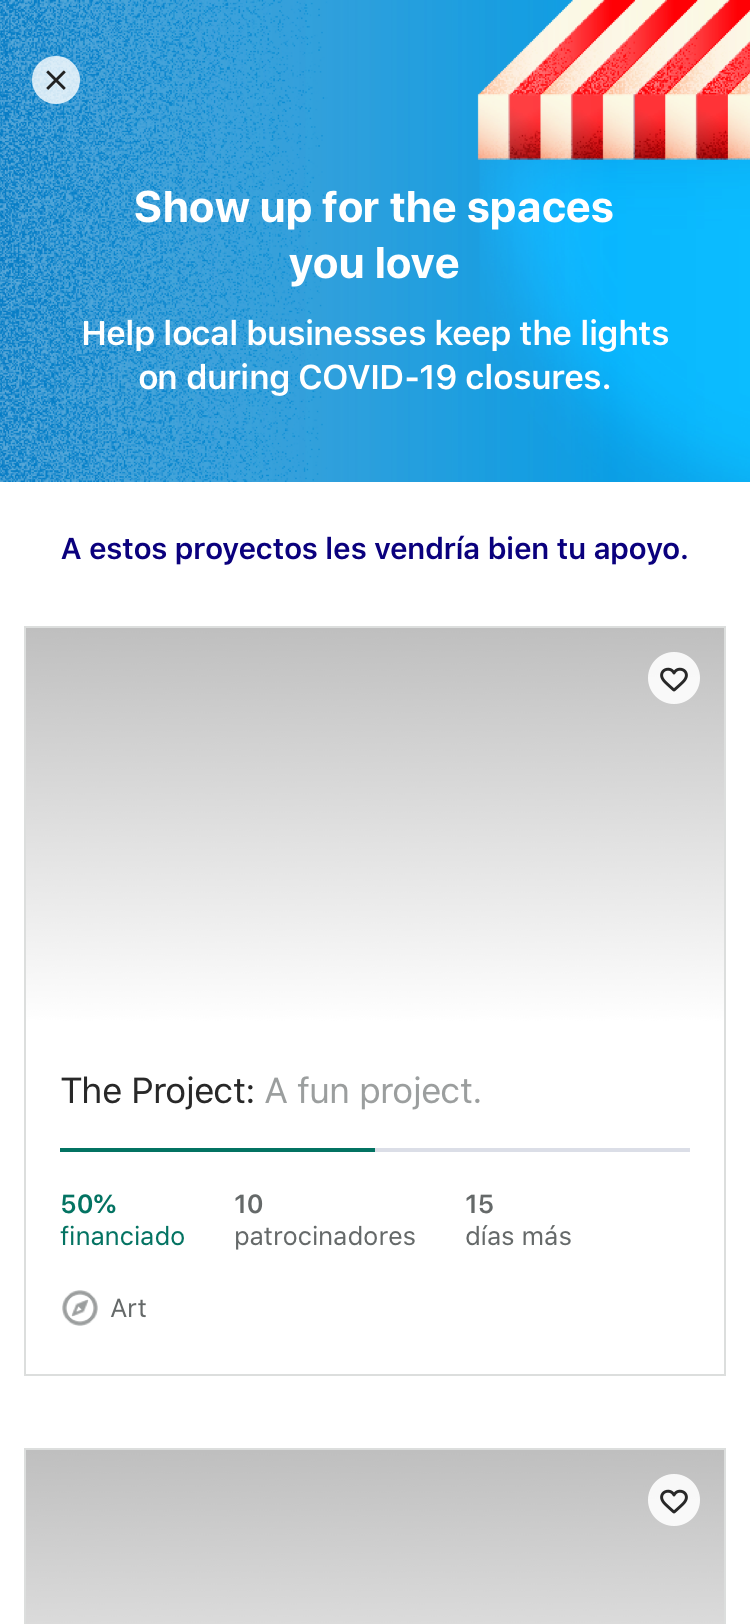 Show up for the spaces
you love
Help local businesses keep the lights
on during COVID-19 closures.
A estos proyectos les vendría bien tu apoyo.
The Project: A fun project.
50%
financiado
10
patrocinadores
15
días más
Art